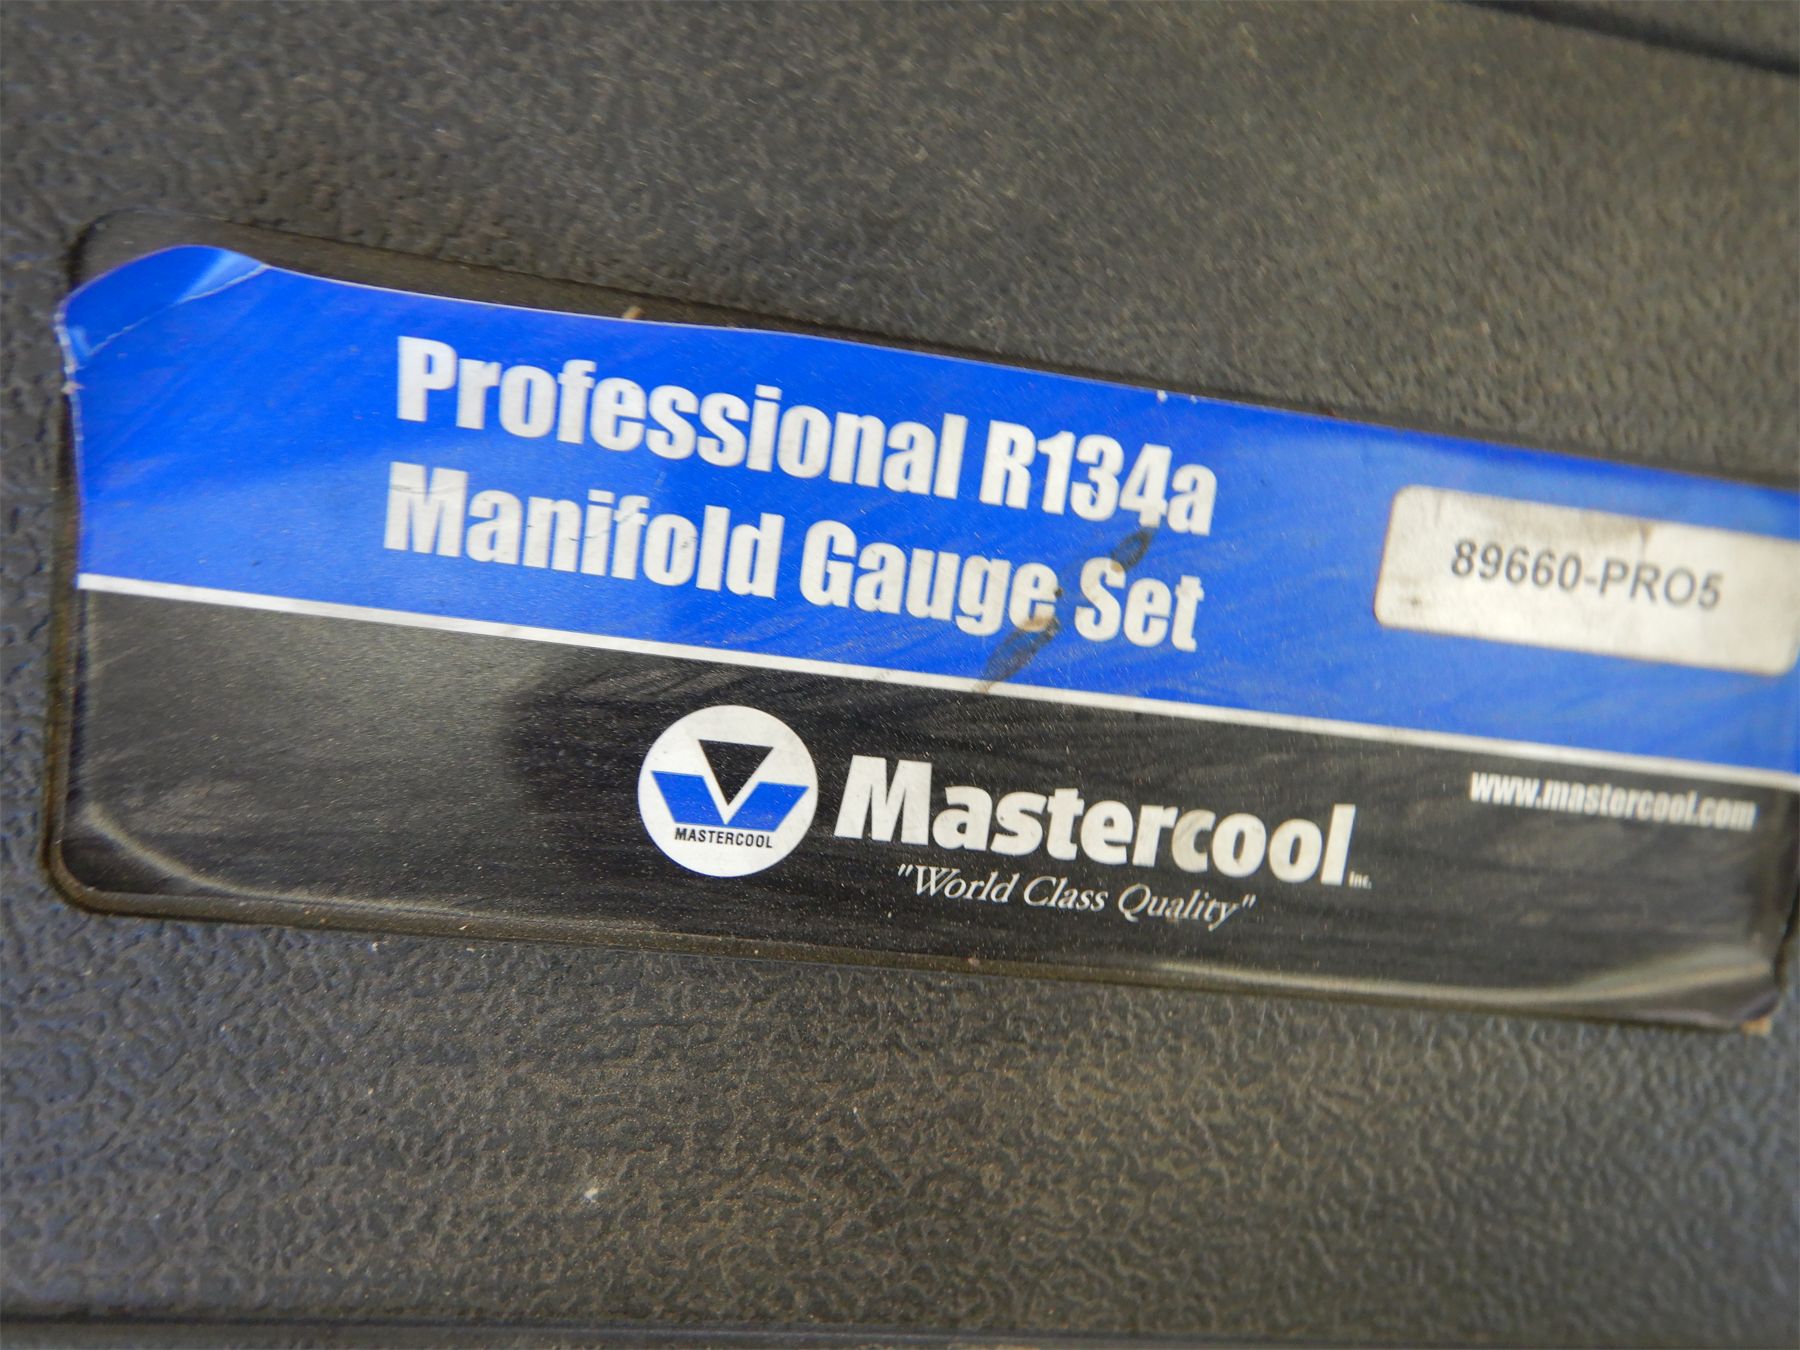 Professional R134a
Manifold Gauge Set
89660-PRO5
www.mastercool.com
MASTERCOOL
Mastercool Inc.
"World Class Quality"